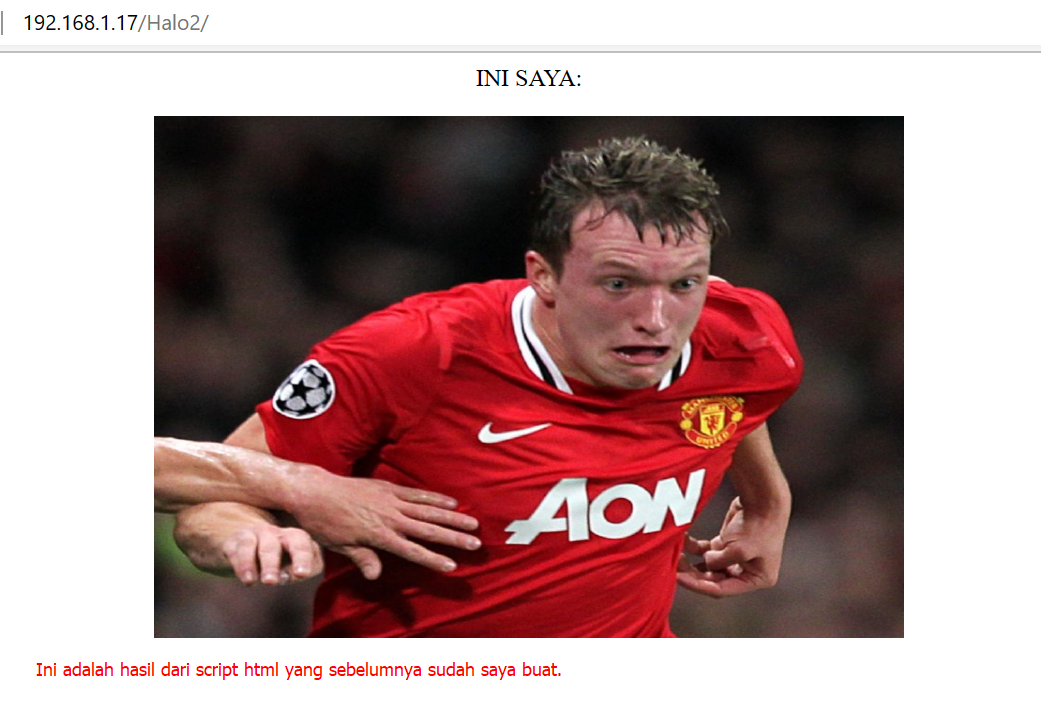 192.168.1.17/Halo2/
INI SAYA:
UNITED
AON
Ini adalah hasil dari script html yang sebelumnya sudah saya buat.